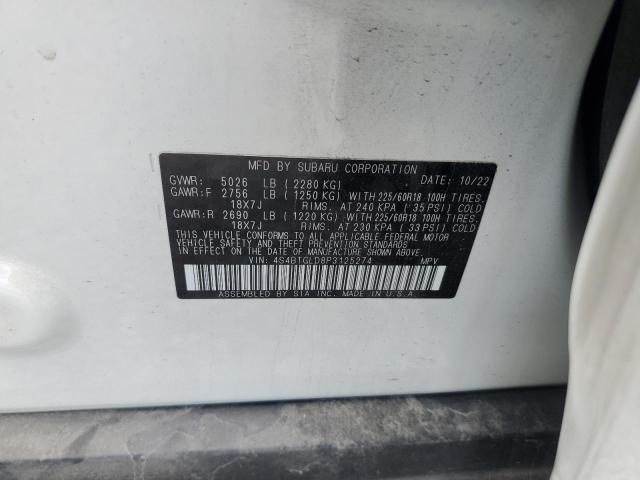 MFD BY SUBARU CORPORATION DATE: 10/22
GVWR: 5026 LB (2280 KG)
GAWR:F 2756 LB (1250 KG) WITH 225/60R18 100H TIRES.
18X7J RIMS. AT 240 KPA (35 PSI) COLD
GAWR:R 2690 LB (1220 KG) WITH 225/60R18 100H TIRES.
18X7J RIMS. AT 230 KPA (33 PSI) COLD
THIS VEHICLE CONFORMS TO ALL APPLICABLE FEDERAL MOTOR
VEHICLE SAFETY AND THEFT PREVENTION STANDARDS
IN EFFECT ON THE DATE OF MANUFACTURE SHOWN ABOVE.
VIN: 4S4BTGLD8P3125274 MPV
ASSEMBLED BY SIA INC. MADE IN U.S.A.